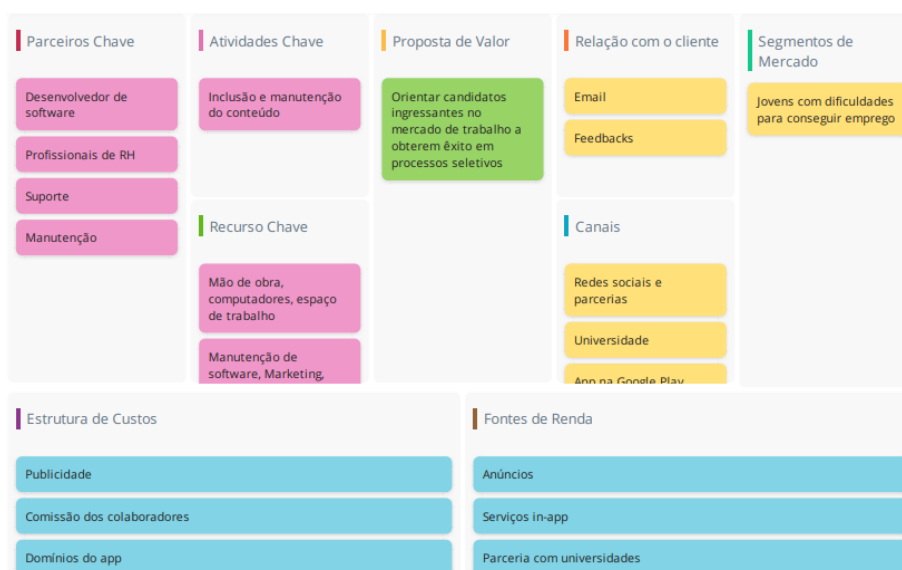 Parceiros Chave
Desenvolvedor de
software
Profissionais de RH
Suporte
Manutenção
Atividades Chave
Inclusão e manutenção
do conteúdo
Recurso Chave
Mão de obra,
computadores, espaço
de trabalho
Manutenção de
software, Marketing,
Proposta de Valor
Orientar candidatos
ingressantes no
mercado de trabalho a
obterem êxito em
processos seletivos
Relação com o cliente
Email
Feedbacks
Canais
Redes sociais e
parcerias
Universidade
App na Google Play
Segmentos de
Mercado
Jovens com dificuldades
para conseguir emprego
Estrutura de Custos
Publicidade
Comissão dos colaboradores
Domínios do app
Fontes de Renda
Anúncios
Serviços in-app
Parceria com universidades